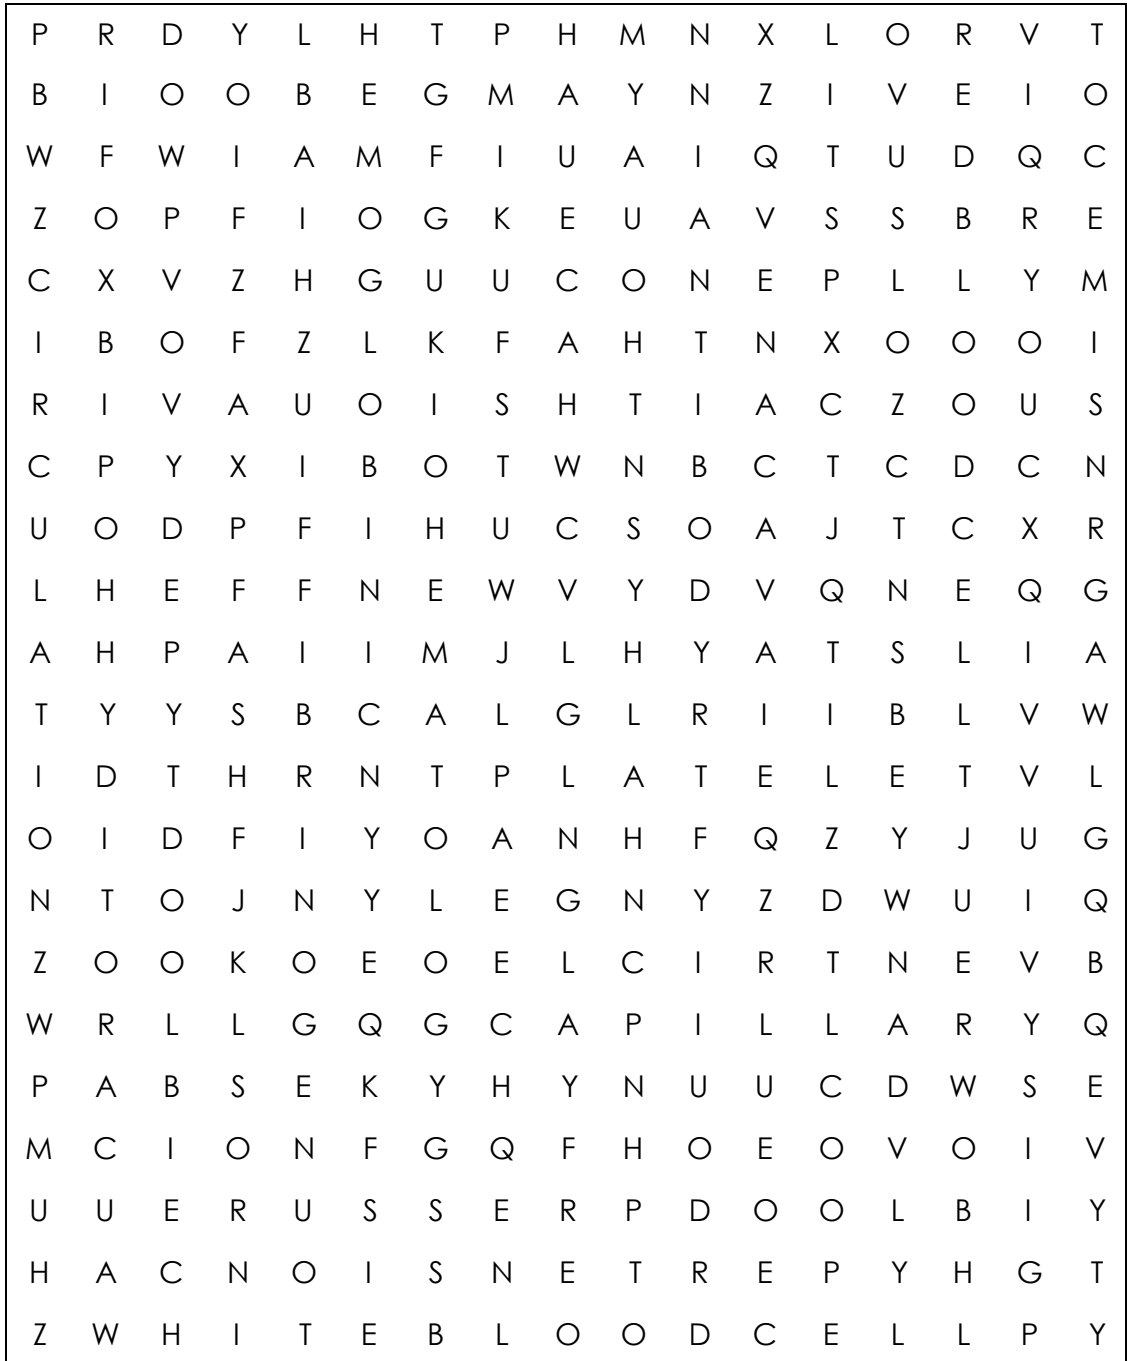 P R D Y L H T P H M N X L O R V T
B I O O B E G M A Y N Z I V E I O
W F W I A M F I U A I Q T U D Q C
Z O P F I O G K E U A V S S B R E
C X V Z H G U U C O N E P L L Y M
I B O F Z L K F A H T N X O O O I
R I V A U O I S H T I A C Z O U S
C P Y X I B O T W N B C T C D C N
U O D P F I H U C S O A J T C X R
L H E F F N E W V Y D V Q N E Q G
A H P A I I M J L H Y A T S L I A
T Y Y S B C A L G L R I I B L V W
I D T H R N T P L A T E L E T V L
O I D F I Y O A N H F Q Z Y J U G
N T O J N Y L E G N Y Z D W U I Q
Z O O K O E O E L C I R T N E V B
W R L L G Q G C A P I L L A R Y Q
P A B S E K Y H Y N U U C D W S E
M C I O N F G Q F H O E O V O I V
U U E R U S S E R P D O O L B I Y
H A C N O I S N E T R E P Y H G T
Z W H I T E B L O O D C E L L P Y